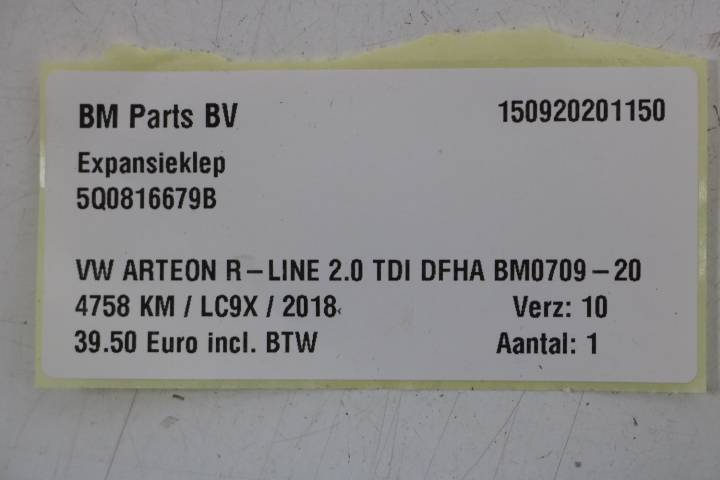 BM Parts BV 150920201150
Expansieklep
5Q0816679B
VW ARTEON R-LINE 2.0 TDI DFHA BM0709-20
4758 KM / LC9X / 2018 Verz: 10
39.50 Euro incl. BTW Aantal: 1